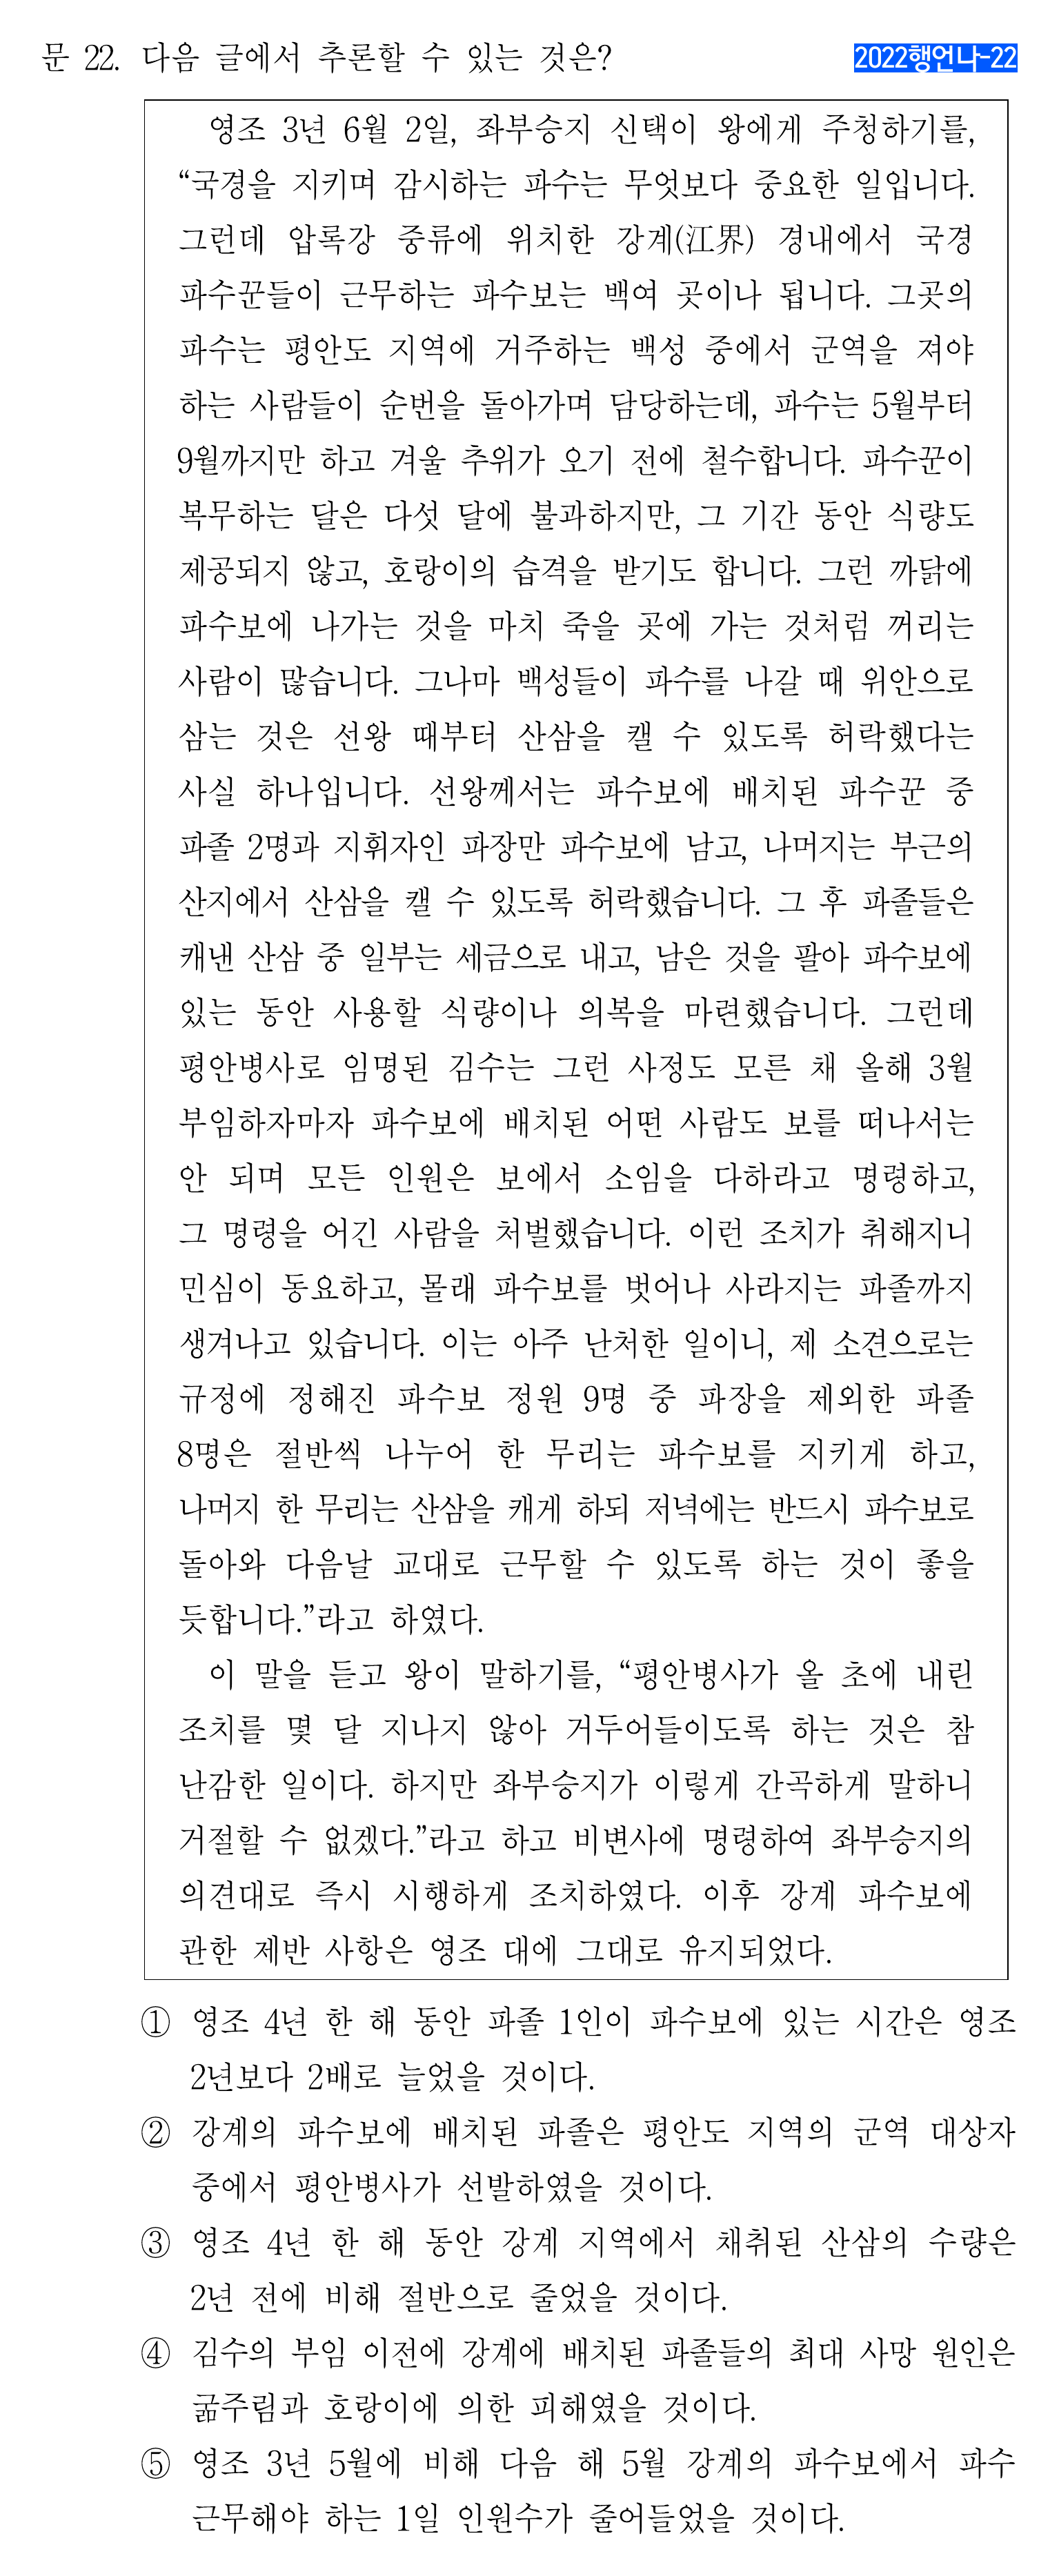 문 22. 다음 글에서 추론할 수 있는 것은?
2022행언나-22
영조 3년 6월 2일, 좌부승지 신택이 왕에게 주청하기를,
“국경을 지키며 감시하는 파수는 무엇보다 중요한 일입니다.
그런데 압록강 중류에 위치한 강계(江界) 경내에서 국경
파수꾼들이 근무하는 파수보는 백여 곳이나 됩니다. 그곳의
파수는 평안도 지역에 거주하는 백성 중에서 군역을 져야
하는 사람들이 순번을 돌아가며 담당하는데, 파수는 5월부터
9월까지만 하고 겨울 추위가 오기 전에 철수합니다. 파수꾼이
복무하는 달은 다섯 달에 불과하지만, 그 기간 동안 식량도
제공되지 않고, 호랑이의 습격을 받기도 합니다. 그런 까닭에
파수보에 나가는 것을 마치 죽을 곳에 가는 것처럼 꺼리는
사람이 많습니다. 그나마 백성들이 파수를 나갈 때 위안으로
삼는 것은 선왕 때부터 산삼을 캘 수 있도록 허락했다는
사실 하나입니다. 선왕께서는 파수보에 배치된 파수꾼 중
파졸 2명과 지휘자인 파장만 파수보에 남고, 나머지는 부근의
산지에서 산삼을 캘 수 있도록 허락했습니다. 그 후 파졸들은
캐낸 산삼 중 일부는 세금으로 내고, 남은 것을 팔아 파수보에
있는 동안 사용할 식량이나 의복을 마련했습니다. 그런데
평안병사로 임명된 김수는 그런 사정도 모른 채 올해 3월
부임하자마자 파수보에 배치된 어떤 사람도 보를 떠나서는
안 되며 모든 인원은 보에서 소임을 다하라고 명령하고,
그 명령을 어긴 사람을 처벌했습니다. 이런 조치가 취해지니
민심이 동요하고, 몰래 파수보를 벗어나 사라지는 파졸까지
생겨나고 있습니다. 이는 아주 난처한 일이니, 제 소견으로는
규정에 정해진 파수보 정원 9명 중 파장을 제외한 파졸
8명은 절반씩 나누어 한 무리는 파수보를 지키게 하고,
나머지 한 무리는 산삼을 캐게 하되 저녁에는 반드시 파수보로
돌아와 다음날 교대로 근무할 수 있도록 하는 것이 좋을
듯합니다.”라고 하였다.
이 말을 듣고 왕이 말하기를, “평안병사가 올 초에 내린
조치를 몇 달 지나지 않아 거두어들이도록 하는 것은 참
난감한 일이다. 하지만 좌부승지가 이렇게 간곡하게 말하니
거절할 수 없겠다.”라고 하고 비변사에 명령하여 좌부승지의
의견대로 즉시 시행하게 조치하였다. 이후 강계 파수보에
관한 제반 사항은 영조 대에 그대로 유지되었다.
① 영조 4년 한 해 동안 파졸 1인이 파수보에 있는 시간은 영조
2년보다 2배로 늘었을 것이다.
② 강계의 파수보에 배치된 파졸은 평안도 지역의 군역 대상자
중에서 평안병사가 선발하였을 것이다.
③ 영조 4년 한 해 동안 강계 지역에서 채취된 산삼의 수량은
2년 전에 비해 절반으로 줄었을 것이다.
④ 김수의 부임 이전에 강계에 배치된 파졸들의 최대 사망 원인은
굶주림과 호랑이에 의한 피해였을 것이다.
⑤ 영조 3년 5월에 비해 다음 해 5월 강계의 파수보에서 파수
근무해야 하는 1일 인원수가 줄어들었을 것이다.